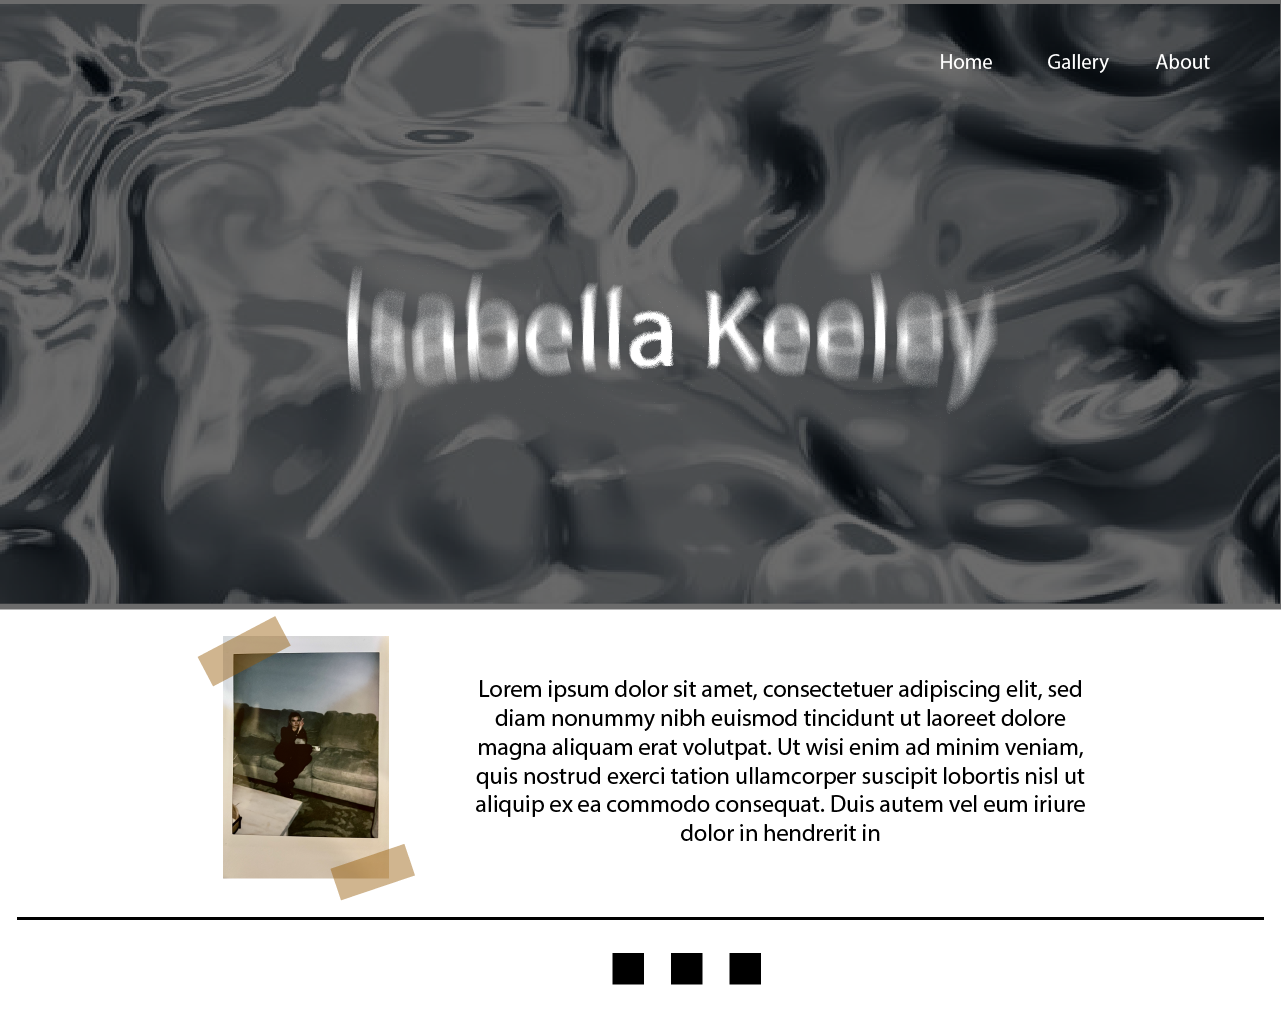 Home Gallery About
Isabella Keeley
Lorem ipsum dolor sit amet, consectetuer adipiscing elit, sed
diam nonummy nibh euismod tincidunt ut laoreet dolore
magna aliquam erat volutpat. Ut wisi enim ad minim veniam,
quis nostrud exerci tation ullamcorper suscipit lobortis nisl ut
aliquip ex ea commodo consequat. Duis autem vel eum iriure
dolor in hendrerit in